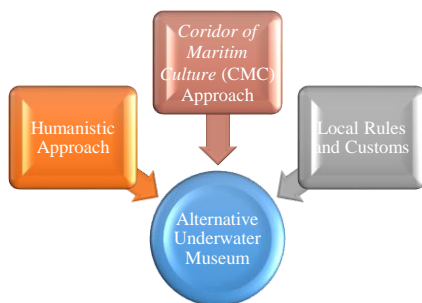 Coridor of
Maritim
Culture (CMC)
Approach
Humanistic
Approach
Local Rules
and Customs
Alternative
Underwater
Museum